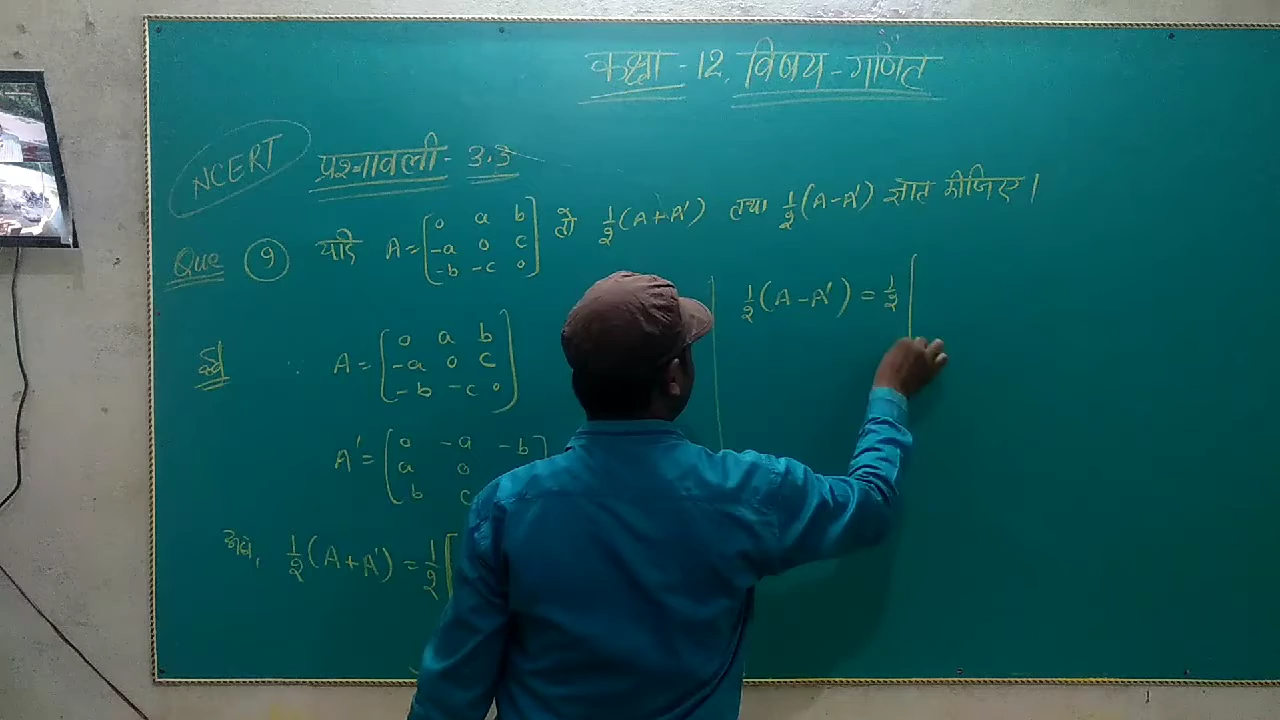 कक्षा - 12, विषय - गणित
NCERT
प्रश्नावली - 3.3
Que 9 यदि A = [0 a b
-a 0 c
-b -c 0] तो 1/2(A+A') तथा 1/2(A-A') ज्ञात कीजिए।
हल ∵ A = [0 a b
-a 0 c
-b -c 0]
A' = [0 -a -b]
a 0
b c
अब, 1/2(A+A') = 1/2[
1/2(A-A') = 1/2[